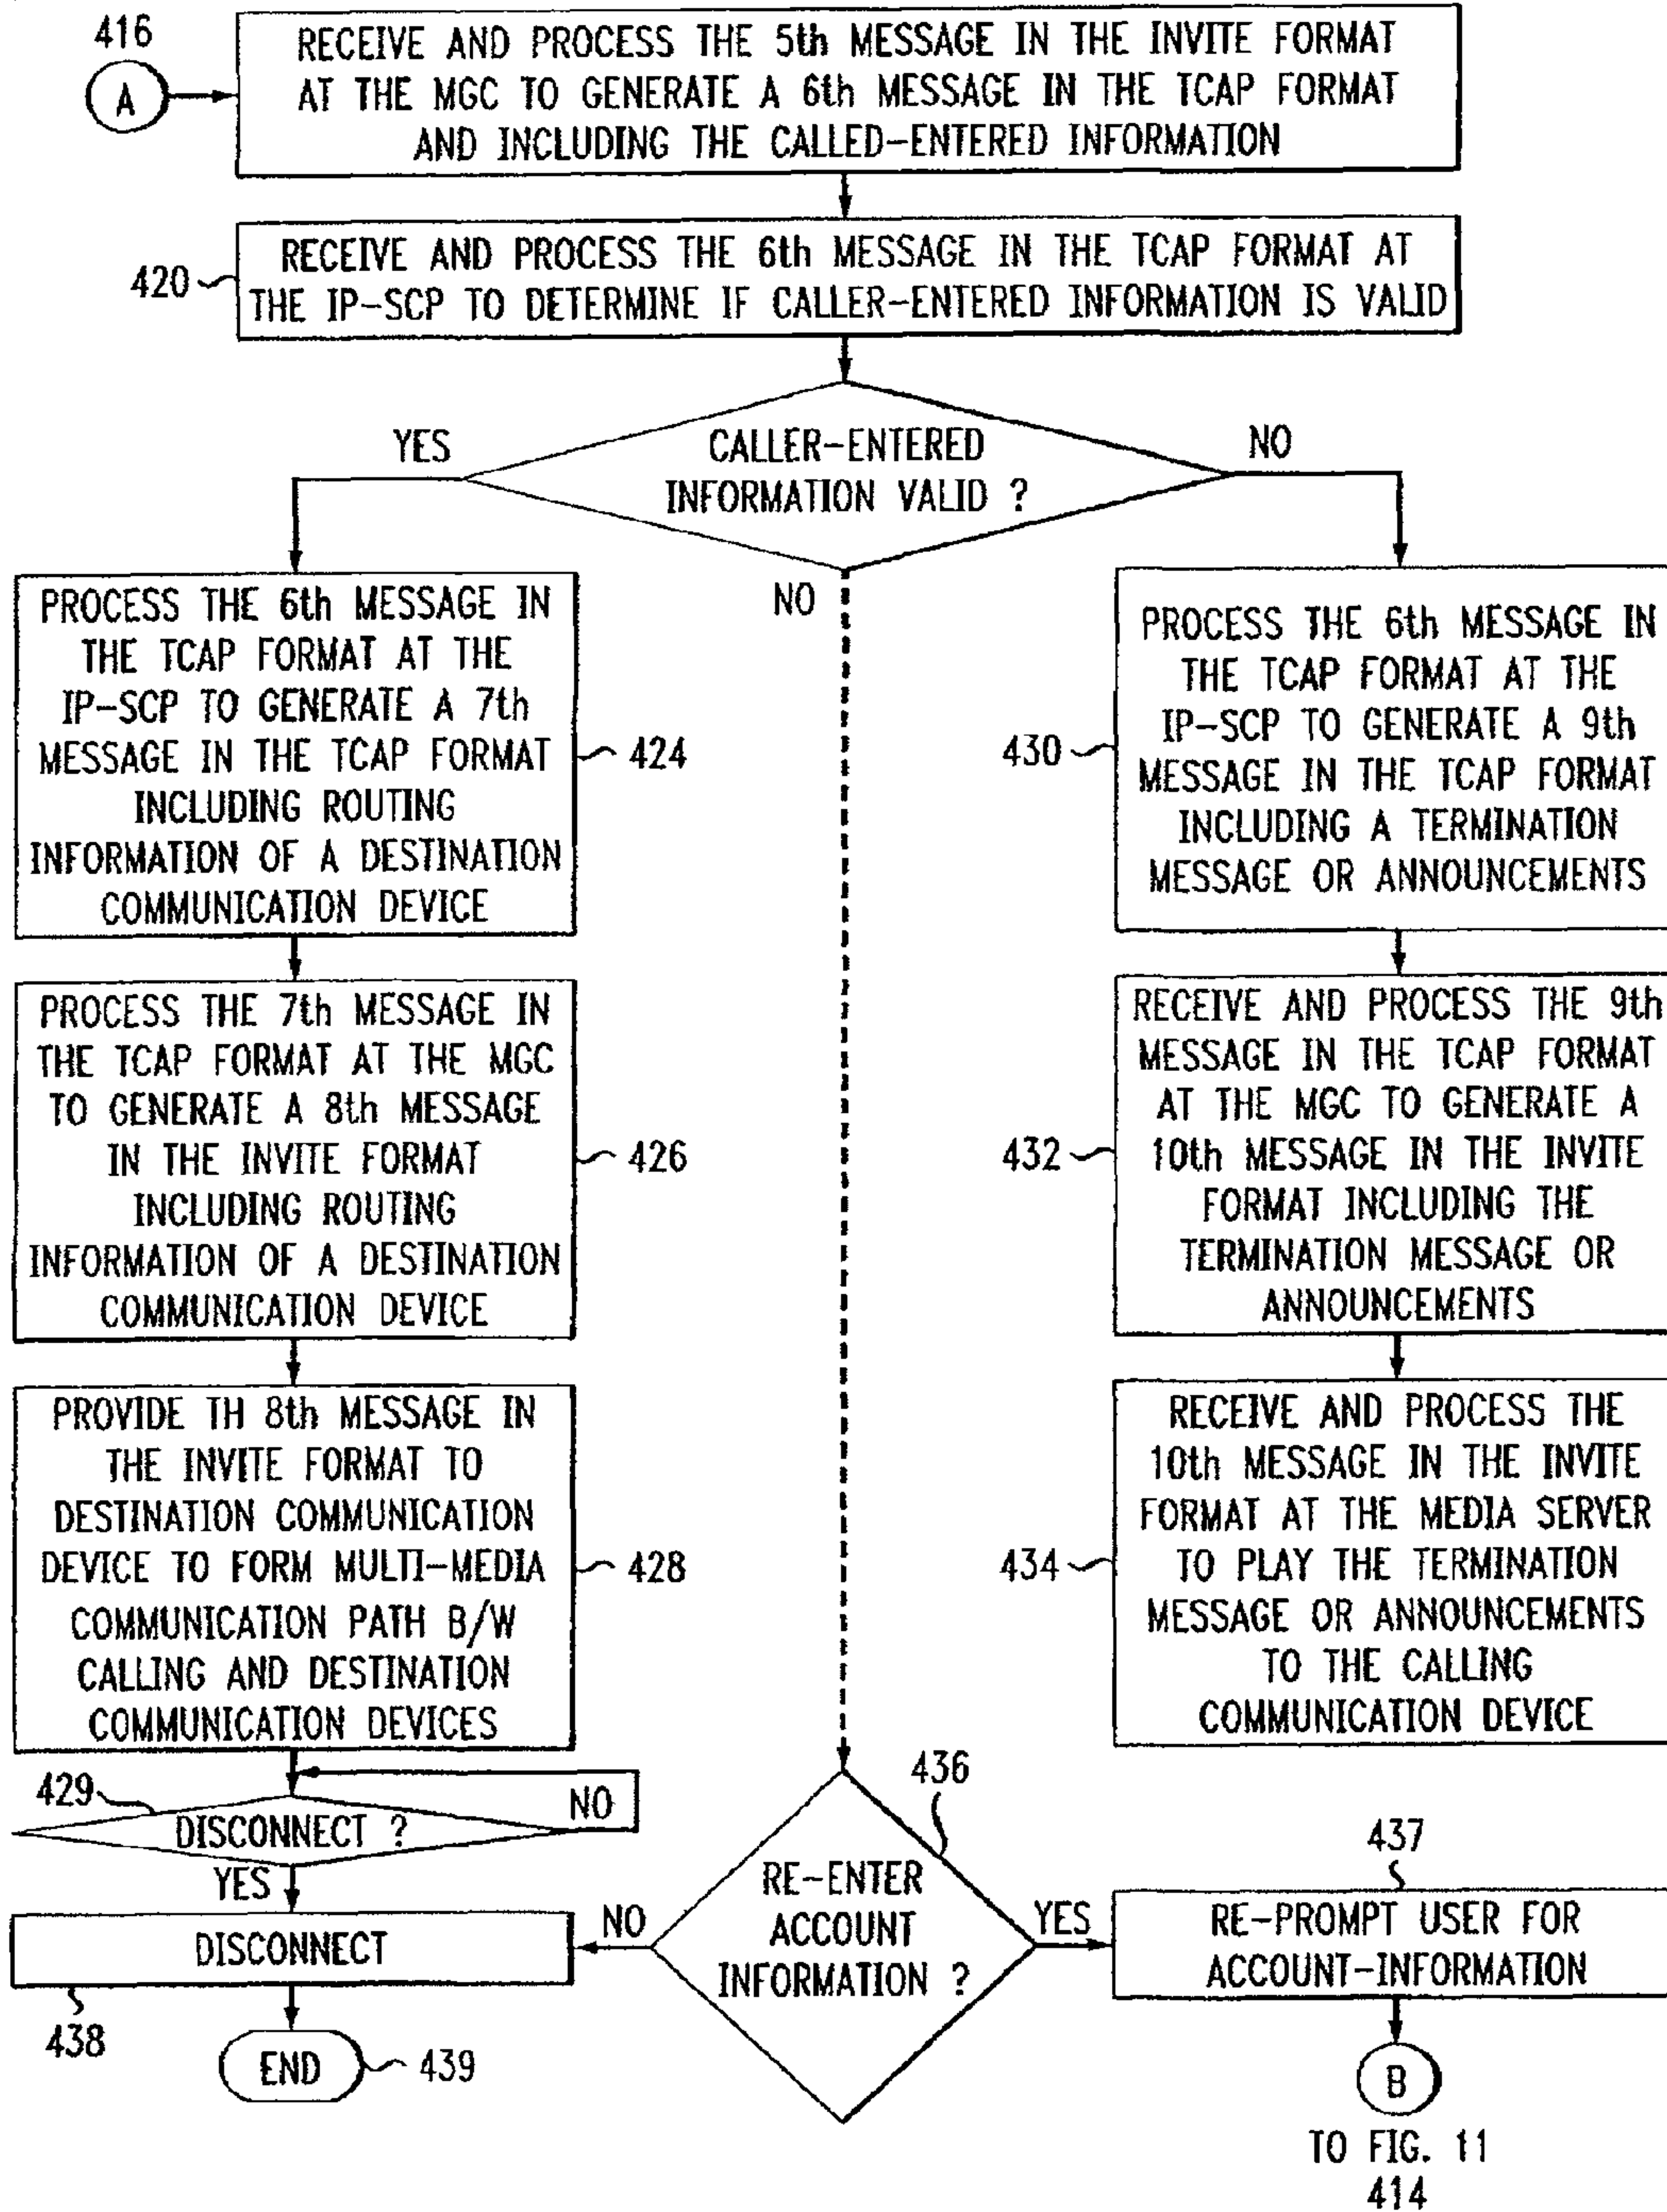 416
A
RECEIVE AND PROCESS THE 5th MESSAGE IN THE INVITE FORMAT
AT THE MGC TO GENERATE A 6th MESSAGE IN THE TCAP FORMAT
AND INCLUDING THE CALLED-ENTERED INFORMATION
420
RECEIVE AND PROCESS THE 6th MESSAGE IN THE TCAP FORMAT AT
THE IP-SCP TO DETERMINE IF CALLER-ENTERED INFORMATION IS VALID
YES
CALLER-ENTERED
INFORMATION VALID ?
NO
NO
PROCESS THE 6th MESSAGE IN
THE TCAP FORMAT AT THE
IP-SCP TO GENERATE A 7th
MESSAGE IN THE TCAP FORMAT
INCLUDING ROUTING
INFORMATION OF A DESTINATION
COMMUNICATION DEVICE
424
430
PROCESS THE 6th MESSAGE IN
THE TCAP FORMAT AT THE
IP-SCP TO GENERATE A 9th
MESSAGE IN THE TCAP FORMAT
INCLUDING A TERMINATION
MESSAGE OR ANNOUNCEMENTS
PROCESS THE 7th MESSAGE IN
THE TCAP FORMAT AT THE MGC
TO GENERATE A 8th MESSAGE
IN THE INVITE FORMAT
INCLUDING ROUTING
INFORMATION OF A DESTINATION
COMMUNICATION DEVICE
426
432
RECEIVE AND PROCESS THE 9th
MESSAGE IN THE TCAP FORMAT
AT THE MGC TO GENERATE A
10th MESSAGE IN THE INVITE
FORMAT INCLUDING THE
TERMINATION MESSAGE OR
ANNOUNCEMENTS
PROVIDE TH 8th MESSAGE IN
THE INVITE FORMAT TO
DESTINATION COMMUNICATION
DEVICE TO FORM MULTI-MEDIA
COMMUNICATION PATH B/W
CALLING AND DESTINATION
COMMUNICATION DEVICES
428
434
RECEIVE AND PROCESS THE
10th MESSAGE IN THE INVITE
FORMAT AT THE MEDIA SERVER
TO PLAY THE TERMINATION
MESSAGE OR ANNOUNCEMENTS
TO THE CALLING
COMMUNICATION DEVICE
429
DISCONNECT ?
NO
YES
436
RE-ENTER
ACCOUNT
INFORMATION ?
NO
YES
437
RE-PROMPT USER FOR
ACCOUNT-INFORMATION
DISCONNECT
438
END
439
B
TO FIG. 11
414